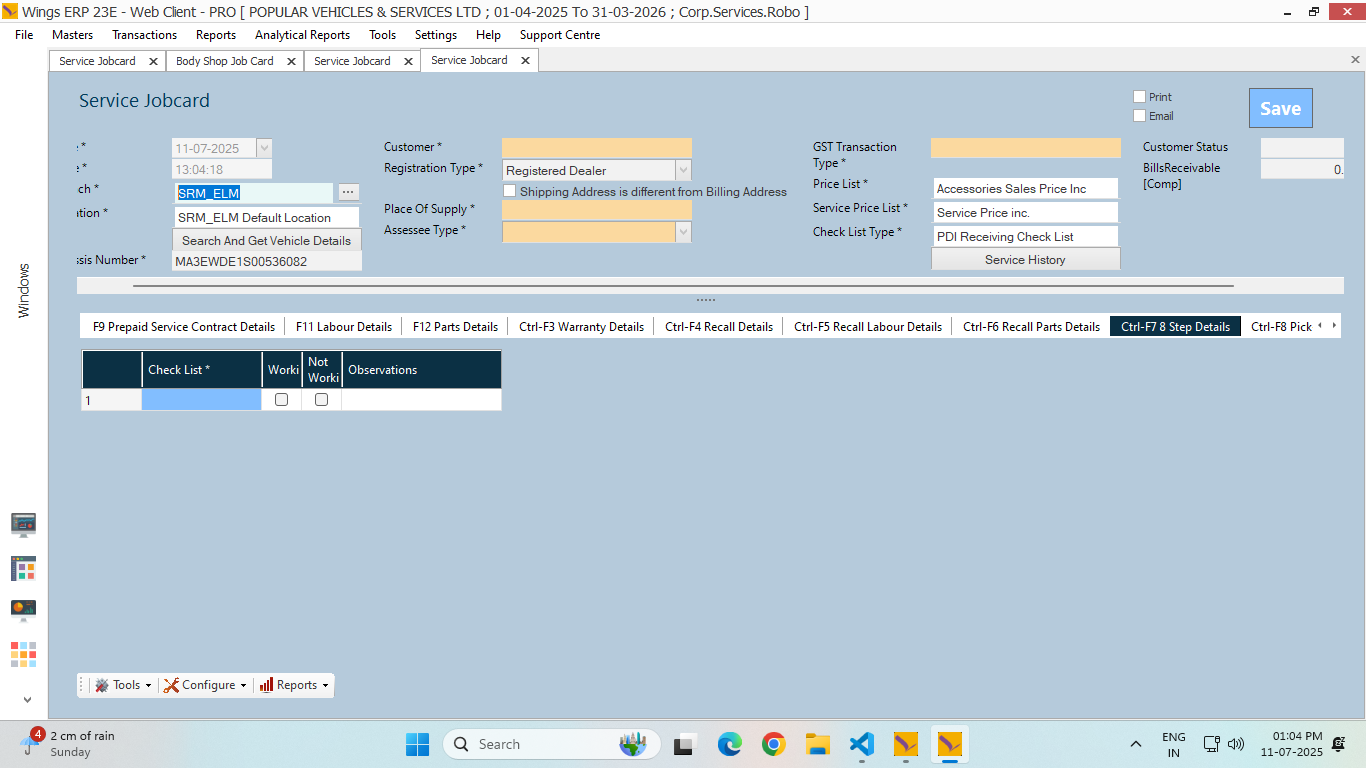 Wings ERP 23E - Web Client - PRO [ POPULAR VEHICLES & SERVICES LTD ; 01-04-2025 To 31-03-2026 ; Corp.Services.Robo ]
File Masters Transactions Reports Analytical Reports Tools Settings Help Support Centre
Service Jobcard Body Shop Job Card Service Jobcard Service Jobcard
Service Jobcard
Print
Email
Save
e * 11-07-2025
e * 13:04:18
ch * SRM_ELM
ation * SRM_ELM Default Location
Search And Get Vehicle Details
ssis Number * MA3EWDE1S00536082
Customer *
Registration Type * Registered Dealer
Shipping Address is different from Billing Address
Place Of Supply *
Assessee Type *
GST Transaction
Type *
Price List * Accessories Sales Price Inc
Service Price List * Service Price inc.
Check List Type * PDI Receiving Check List
Service History
Customer Status
BillsReceivable 0.
[Comp]
Windows
F9 Prepaid Service Contract Details F11 Labour Details F12 Parts Details Ctrl-F3 Warranty Details Ctrl-F4 Recall Details Ctrl-F5 Recall Labour Details Ctrl-F6 Recall Parts Details Ctrl-F7 8 Step Details Ctrl-F8 Pick
Check List * Worki Not Worki Observations
1
Tools Configure Reports
4
2 cm of rain
Sunday
Search
ENG
IN
01:04 PM
11-07-2025